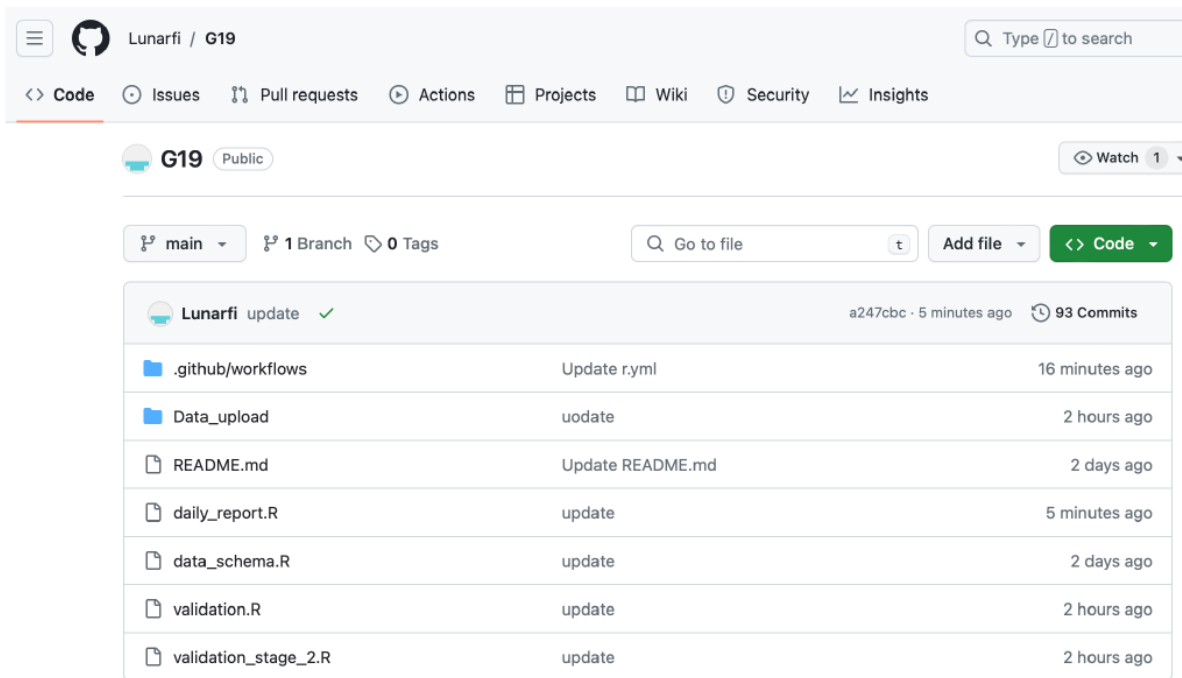 Lunarfi / G19
Type / to search
Code Issues Pull requests Actions Projects Wiki Security Insights
G19 Public
Watch 1
main 1 Branch 0 Tags
Go to file t
Add file
Code
Lunarfi update a247cbc · 5 minutes ago 93 Commits
.github/workflows Update r.yml 16 minutes ago
Data_upload uodate 2 hours ago
README.md Update README.md 2 days ago
daily_report.R update 5 minutes ago
data_schema.R update 2 days ago
validation.R update 2 hours ago
validation_stage_2.R update 2 hours ago